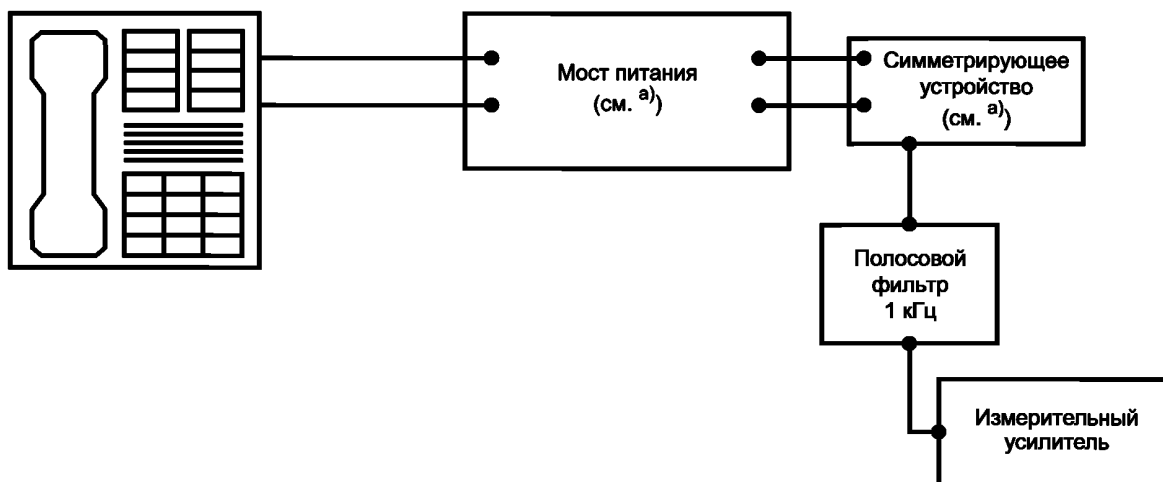 Мост питания
(см. а))
Симметрирующее
устройство
(см. а))
Полосовой
фильтр
1 кГц
Измерительный
усилитель